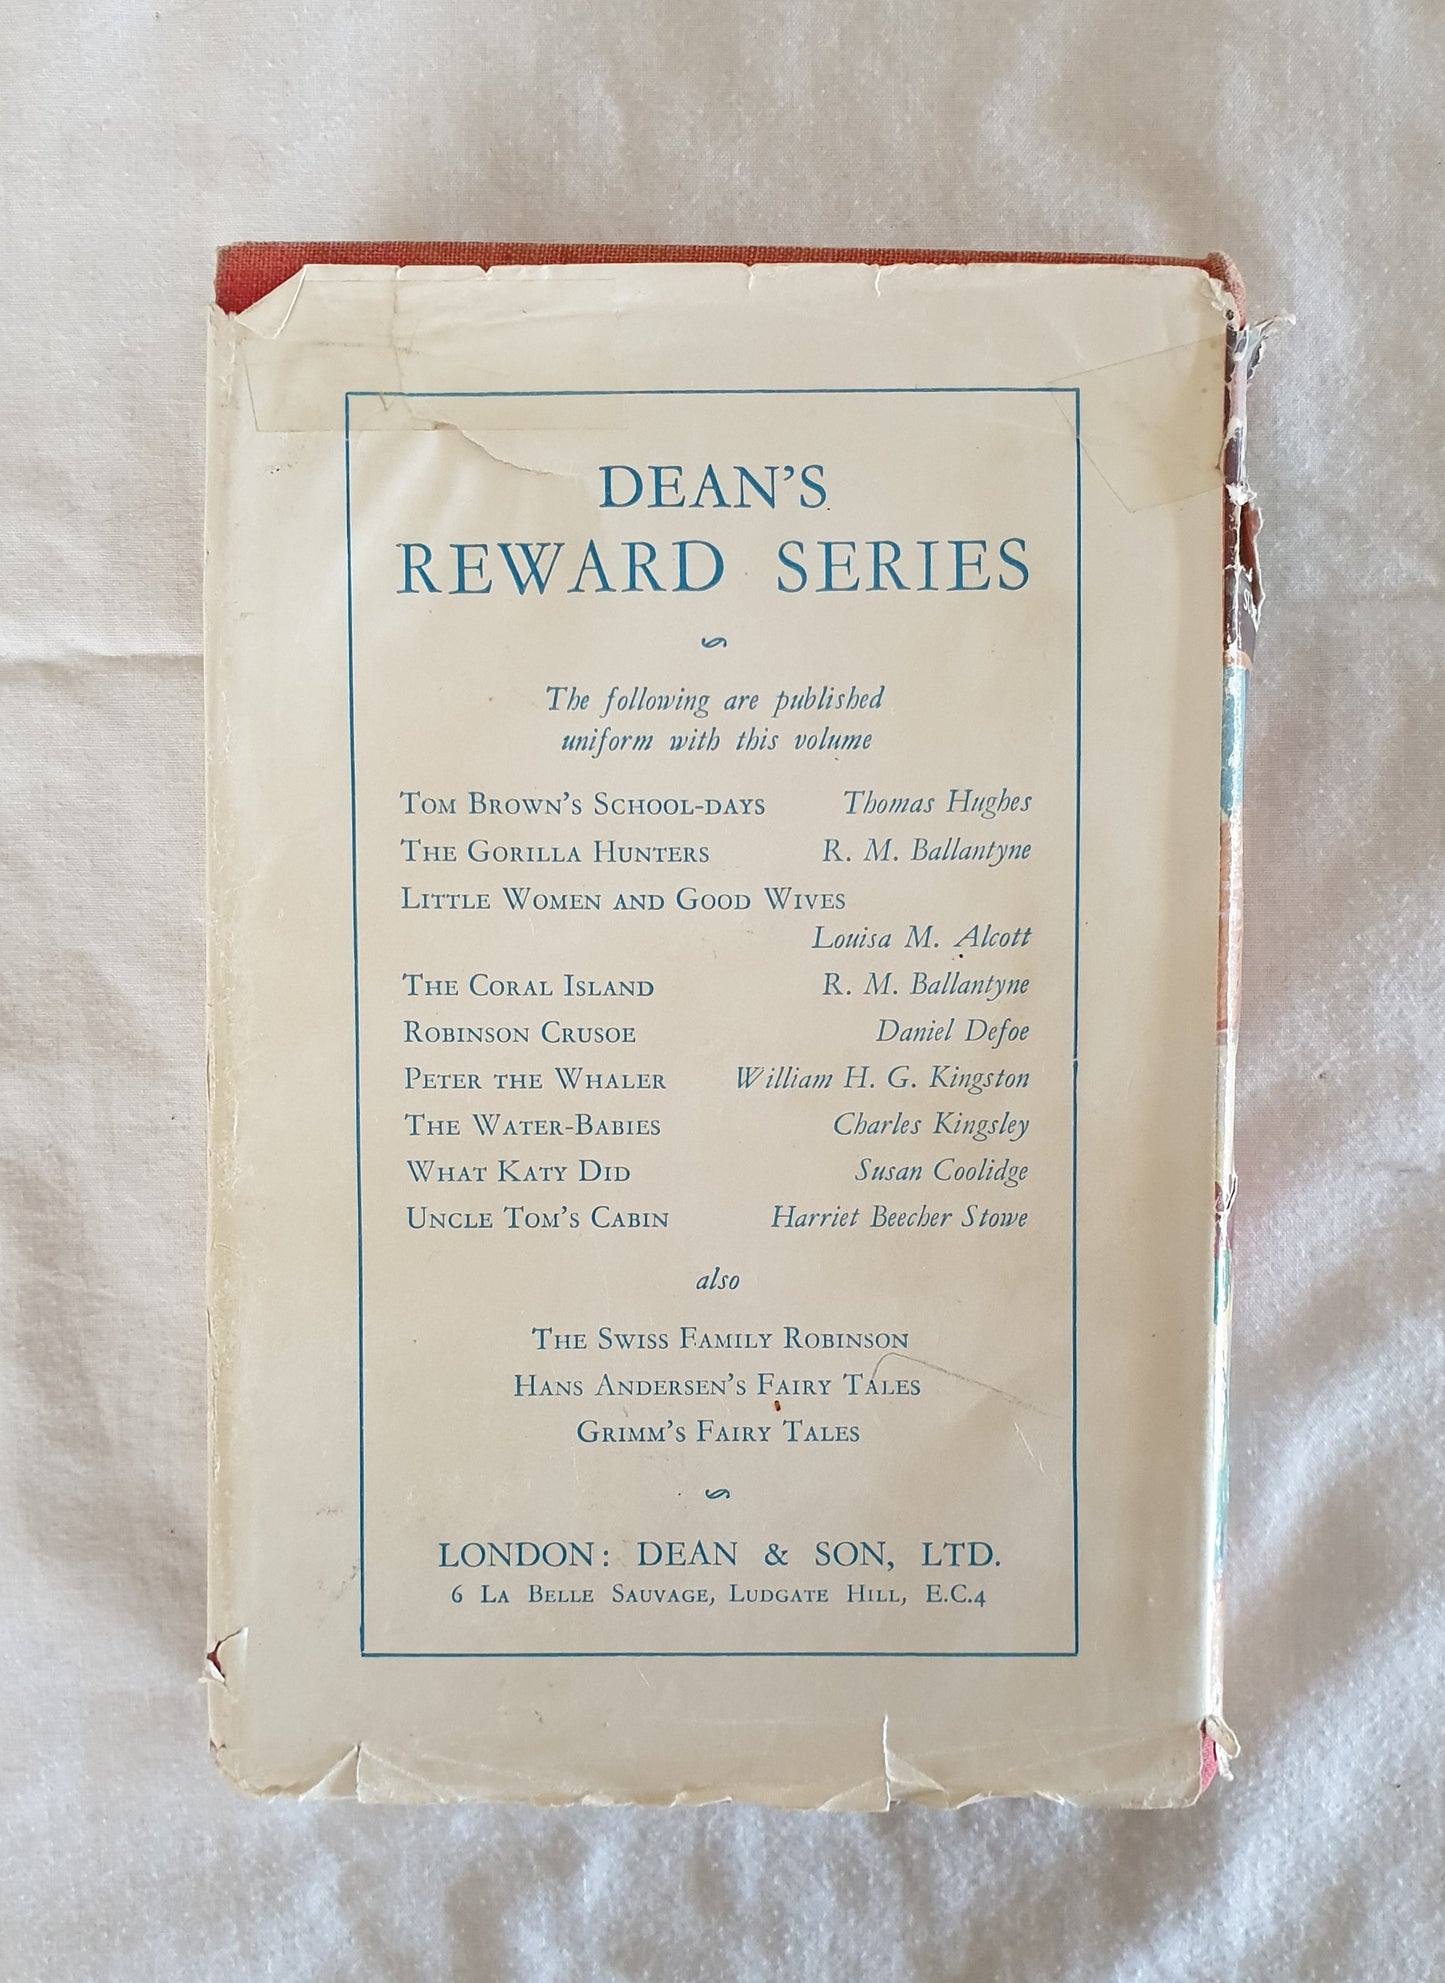 DEAN'S
REWARD SERIES
The following are published
uniform with this volume
TOM BROWN'S SCHOOL-DAYS Thomas Hughes
THE GORILLA HUNTERS R. M. Ballantyne
LITTLE WOMEN AND GOOD WIVES
Louisa M. Alcott
THE CORAL ISLAND R. M. Ballantyne
ROBINSON CRUSOE Daniel Defoe
PETER THE WHALER William H. G. Kingston
THE WATER-BABIES Charles Kingsley
WHAT KATY DID Susan Coolidge
UNCLE TOM'S CABIN Harriet Beecher Stowe
also
THE SWISS FAMILY ROBINSON
HANS ANDERSEN'S FAIRY TALES
GRIMM'S FAIRY TALES
LONDON: DEAN & SON, LTD.
6 LA BELLE SAUVAGE, LUDGATE HILL, E.C.4